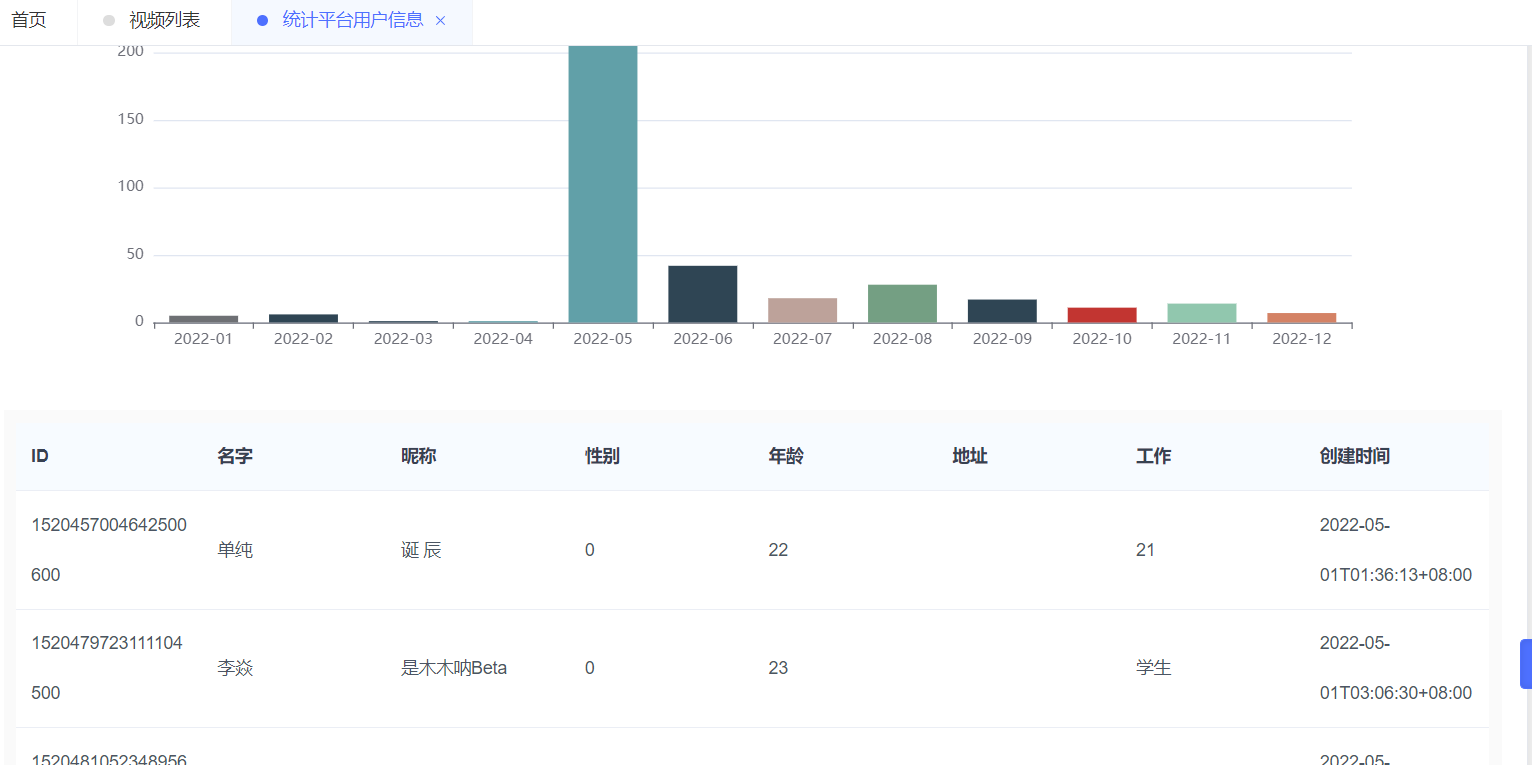 首页 视频列表 统计平台用户信息 ×
200
150
100
50
0
2022-01 2022-02 2022-03 2022-04 2022-05 2022-06 2022-07 2022-08 2022-09 2022-10 2022-11 2022-12
ID 名字 昵称 性别 年龄 地址 工作 创建时间
1520457004642500 2022-05-
单纯 诞 辰 0 22 21
600 01T01:36:13+08:00
1520479723111104 2022-05-
李焱 是木木呐Beta 0 23 学生
500 01T03:06:30+08:00
1520481052348956 2022-05-